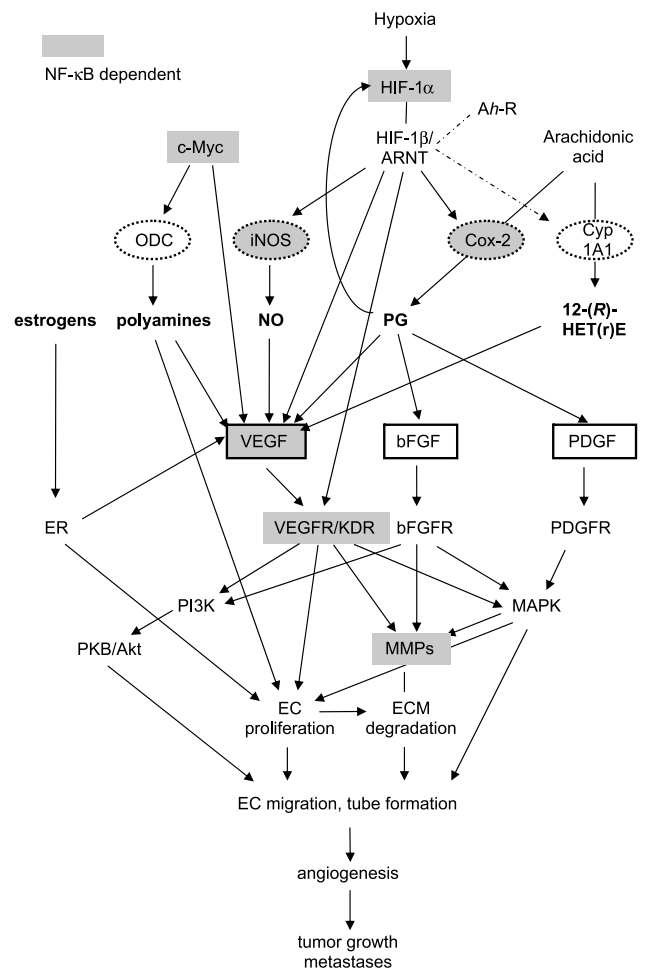 Hypoxia
NF-κB dependent
HIF-1α
Ah-R
HIF-1β/
ARNT
Arachidonic
acid
c-Myc
ODC
iNOS
Cox-2
Cyp
1A1
estrogens
polyamines
NO
PG
12-(R)-
HET(r)E
VEGF
bFGF
PDGF
ER
VEGFR/KDR
bFGFR
PDGFR
PI3K
MAPK
PKB/Akt
MMPs
EC
proliferation
ECM
degradation
EC migration, tube formation
angiogenesis
tumor growth
metastases